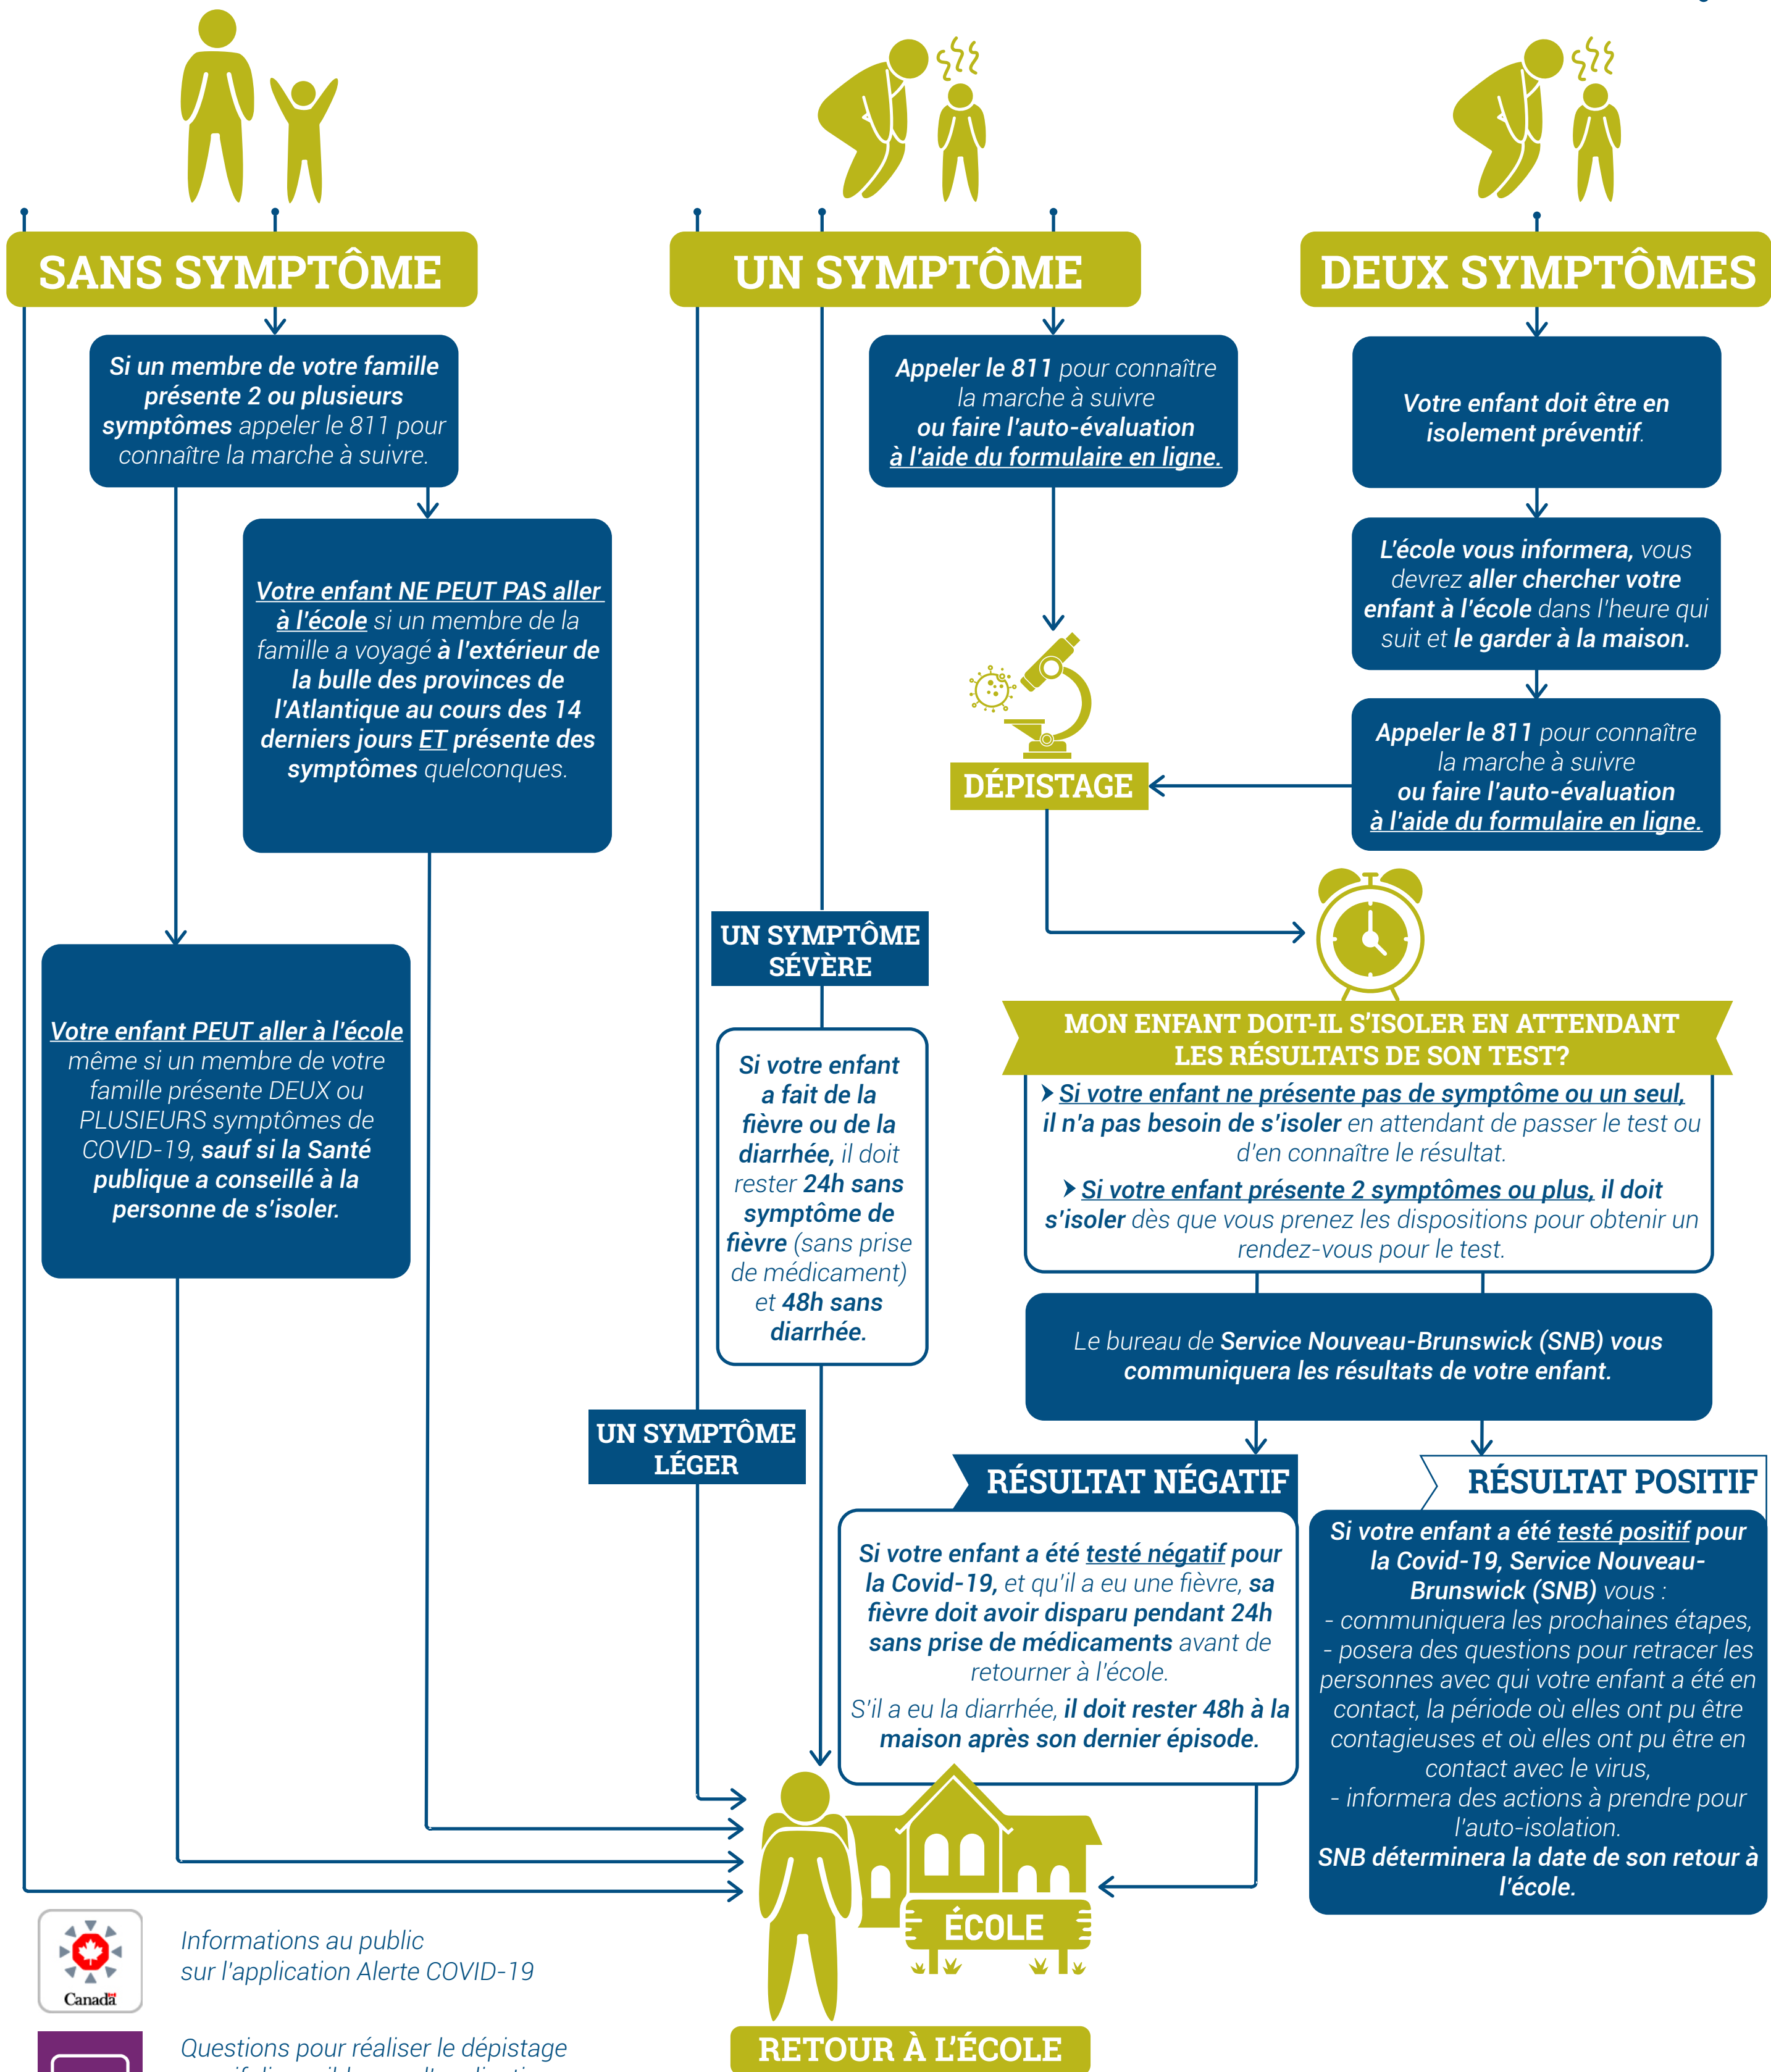 SANS SYMPTÔME
Si un membre de votre famille
présente 2 ou plusieurs
symptômes appeler le 811 pour
connaître la marche à suivre.
Votre enfant NE PEUT PAS aller
à l'école si un membre de la
famille a voyagé à l'extérieur de
la bulle des provinces de
l'Atlantique au cours des 14
derniers jours ET présente des
symptômes quelconques.
Votre enfant PEUT aller à l'école
même si un membre de votre
famille présente DEUX ou
PLUSIEURS symptômes de
COVID-19, sauf si la Santé
publique a conseillé à la
personne de s'isoler.
UN SYMPTÔME
Appeler le 811 pour connaître
la marche à suivre
ou faire l'auto-évaluation
à l'aide du formulaire en ligne.
DÉPISTAGE
UN SYMPTÔME
SÉVÈRE
Si votre enfant
a fait de la
fièvre ou de la
diarrhée, il doit
rester 24h sans
symptôme de
fièvre (sans prise
de médicament)
et 48h sans
diarrhée.
UN SYMPTÔME
LÉGER
DEUX SYMPTÔMES
Votre enfant doit être en
isolement préventif.
L'école vous informera, vous
devrez aller chercher votre
enfant à l'école dans l'heure qui
suit et le garder à la maison.
Appeler le 811 pour connaître
la marche à suivre
ou faire l'auto-évaluation
à l'aide du formulaire en ligne.
MON ENFANT DOIT-IL S'ISOLER EN ATTENDANT
LES RÉSULTATS DE SON TEST?
➤ Si votre enfant ne présente pas de symptôme ou un seul,
il n'a pas besoin de s'isoler en attendant de passer le test ou
d'en connaître le résultat.
➤ Si votre enfant présente 2 symptômes ou plus, il doit
s'isoler dès que vous prenez les dispositions pour obtenir un
rendez-vous pour le test.
Le bureau de Service Nouveau-Brunswick (SNB) vous
communiquera les résultats de votre enfant.
RÉSULTAT NÉGATIF
Si votre enfant a été testé négatif pour
la Covid-19, et qu'il a eu une fièvre, sa
fièvre doit avoir disparu pendant 24h
sans prise de médicaments avant de
retourner à l'école.
S'il a eu la diarrhée, il doit rester 48h à la
maison après son dernier épisode.
RÉSULTAT POSITIF
Si votre enfant a été testé positif pour
la Covid-19, Service Nouveau-
Brunswick (SNB) vous :
- communiquera les prochaines étapes,
- posera des questions pour retracer les
personnes avec qui votre enfant a été en
contact, la période où elles ont pu être
contagieuses et où elles ont pu être en
contact avec le virus,
- informera des actions à prendre pour
l'auto-isolation.
SNB déterminera la date de son retour à
l'école.
ÉCOLE
RETOUR À L'ÉCOLE
Canada
Informations au public
sur l'application Alerte COVID-19
Questions pour réaliser le dépistage